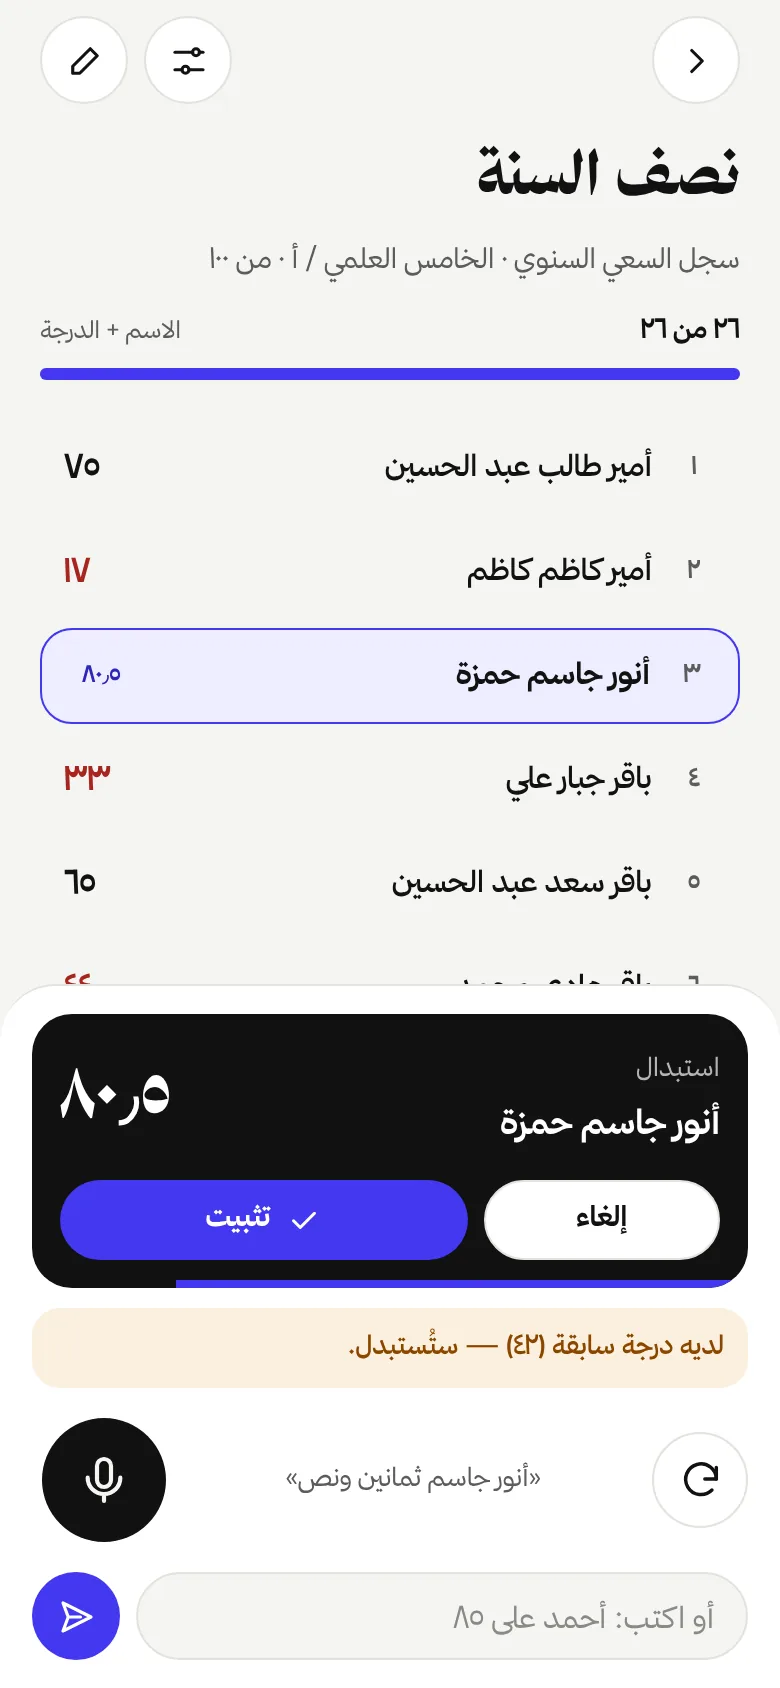 نصف السنة
سجل السعي السنوي · الخامس العلمي / أ · من ١٠٠
٢٦ من ٢٦
الاسم + الدرجة
١ أمير طالب عبد الحسين ٧٥
٢ أمير كاظم كاظم ١٧
٣ أنور جاسم حمزة ٨٠٫٥
٤ باقر جبار علي ٣٣
٥ باقر سعد عبد الحسين ٦٥
استبدال
أنور جاسم حمزة ٨٠٫٥
إلغاء
تثبيت
لديه درجة سابقة (٤٢) — ستُستبدل.
«أنور جاسم ثمانين ونص»
أو اكتب: أحمد على ٨٥